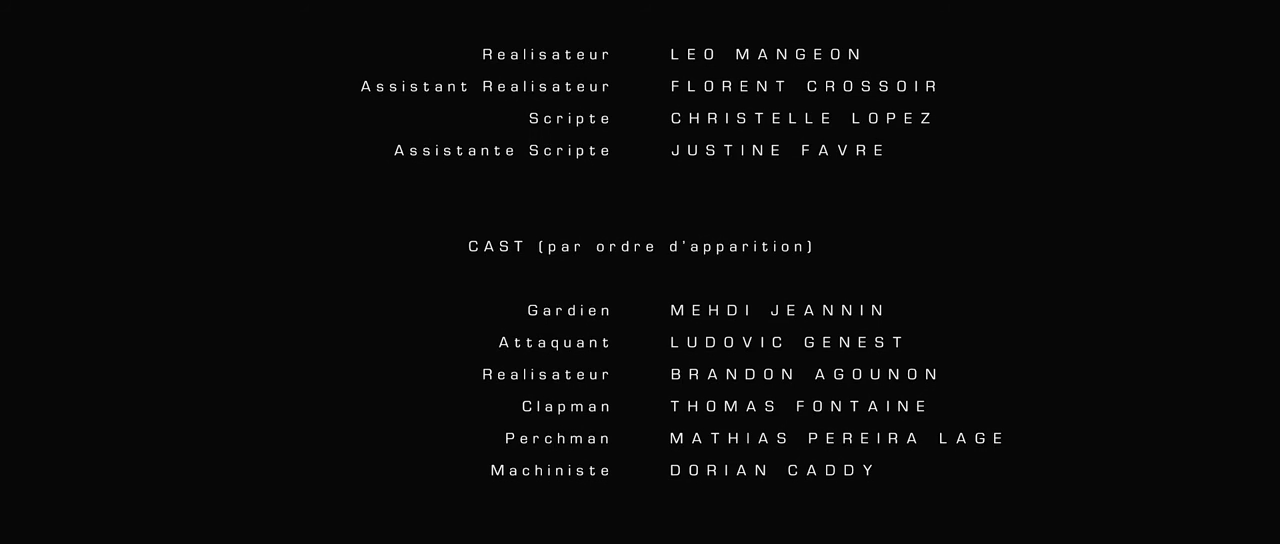 Realisateur LEO MANGEON
Assistant Realisateur FLORENT CROSSOIR
Scripte CHRISTELLE LOPEZ
Assistante Scripte JUSTINE FAVRE
CAST (par ordre d'apparition)
Gardien MEHDI JEANNIN
Attaquant LUDOVIC GENEST
Realisateur BRANDON AGOUNON
Clapman THOMAS FONTAINE
Perchman MATHIAS PEREIRA LAGE
Machiniste DORIAN CADDY